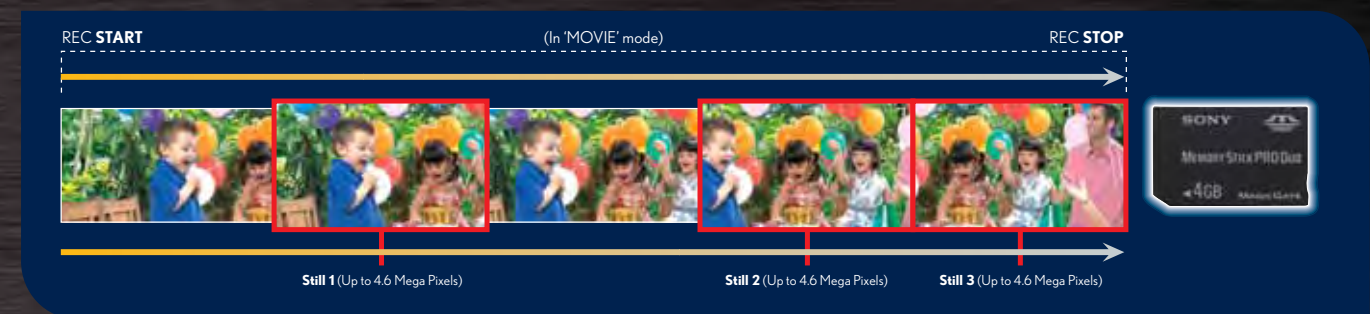 REC START (In 'MOVIE' mode) REC STOP
SONY
MEMORY STICK PRO DUO
4GB MAGICGATE
Still 1 (Up to 4.6 Mega Pixels) Still 2 (Up to 4.6 Mega Pixels) Still 3 (Up to 4.6 Mega Pixels)